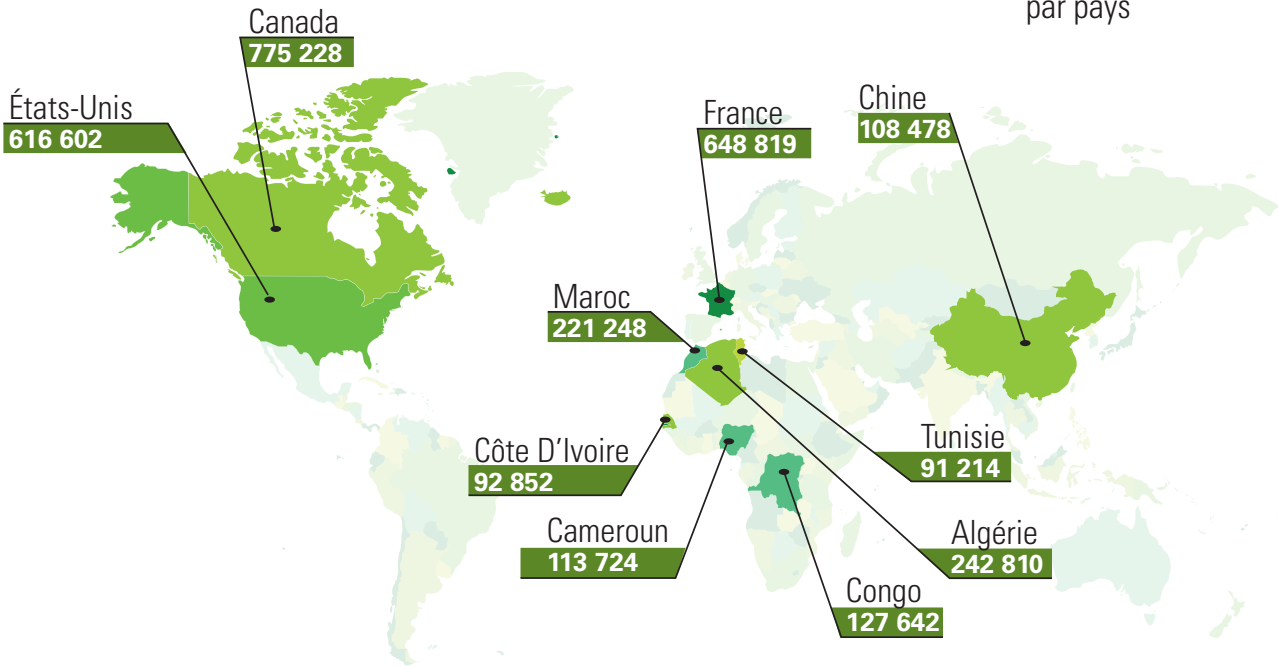 par pays
Canada
775 228
États-Unis
616 602
France
648 819
Chine
108 478
Maroc
221 248
Côte D'Ivoire
92 852
Tunisie
91 214
Cameroun
113 724
Algérie
242 810
Congo
127 642